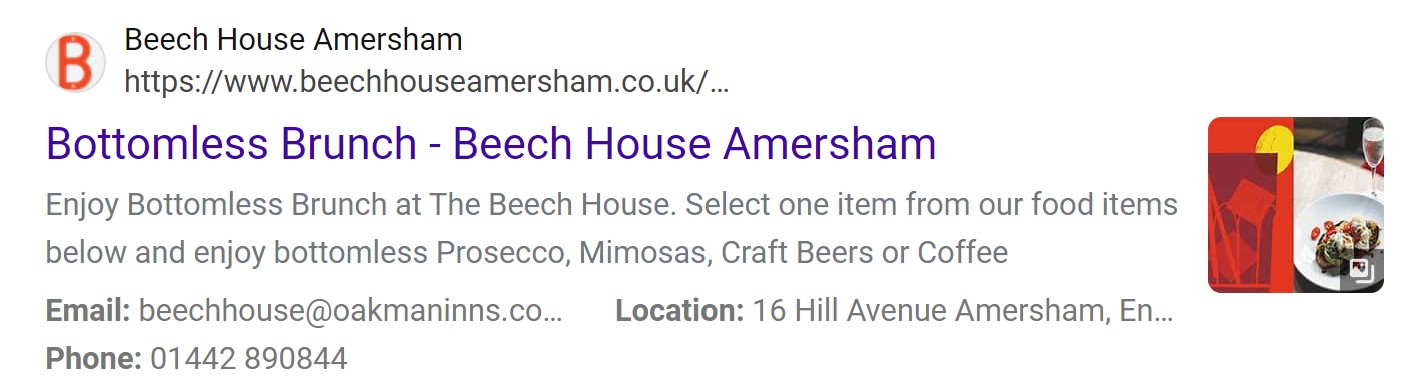 B
Beech House Amersham
https://www.beechhouseamersham.co.uk/…
Bottomless Brunch - Beech House Amersham
Enjoy Bottomless Brunch at The Beech House. Select one item from our food items
below and enjoy bottomless Prosecco, Mimosas, Craft Beers or Coffee
Email: beechhouse@oakmaninns.co… Location: 16 Hill Avenue Amersham, En…
Phone: 01442 890844